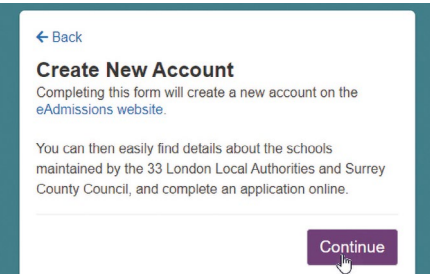 ← Back
Create New Account
Completing this form will create a new account on the
eAdmissions website.
You can then easily find details about the schools
maintained by the 33 London Local Authorities and Surrey
County Council, and complete an application online.
Continue